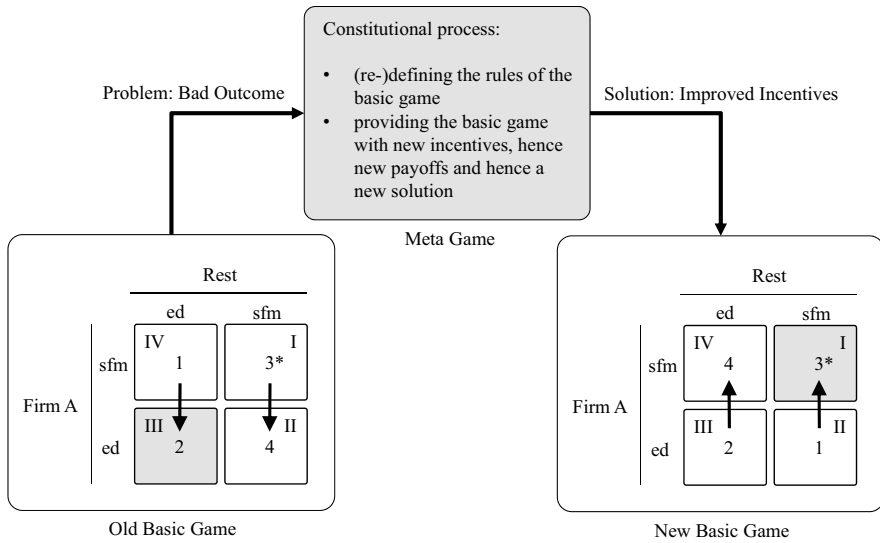 Constitutional process:
• (re-)defining the rules of the
basic game
• providing the basic game
with new incentives, hence
new payoffs and hence a
new solution
Problem: Bad Outcome
Solution: Improved Incentives
Meta Game
Rest
ed sfm
IV I
sfm 1 3*
Firm A
III II
ed 2 4
Old Basic Game
Rest
ed sfm
IV I
sfm 4 3*
Firm A
III II
ed 2 1
New Basic Game